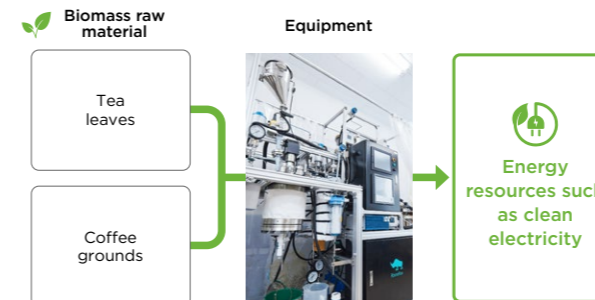 Biomass raw
material
Equipment
Tea
leaves
Coffee
grounds
Energy
resources such
as clean
electricity